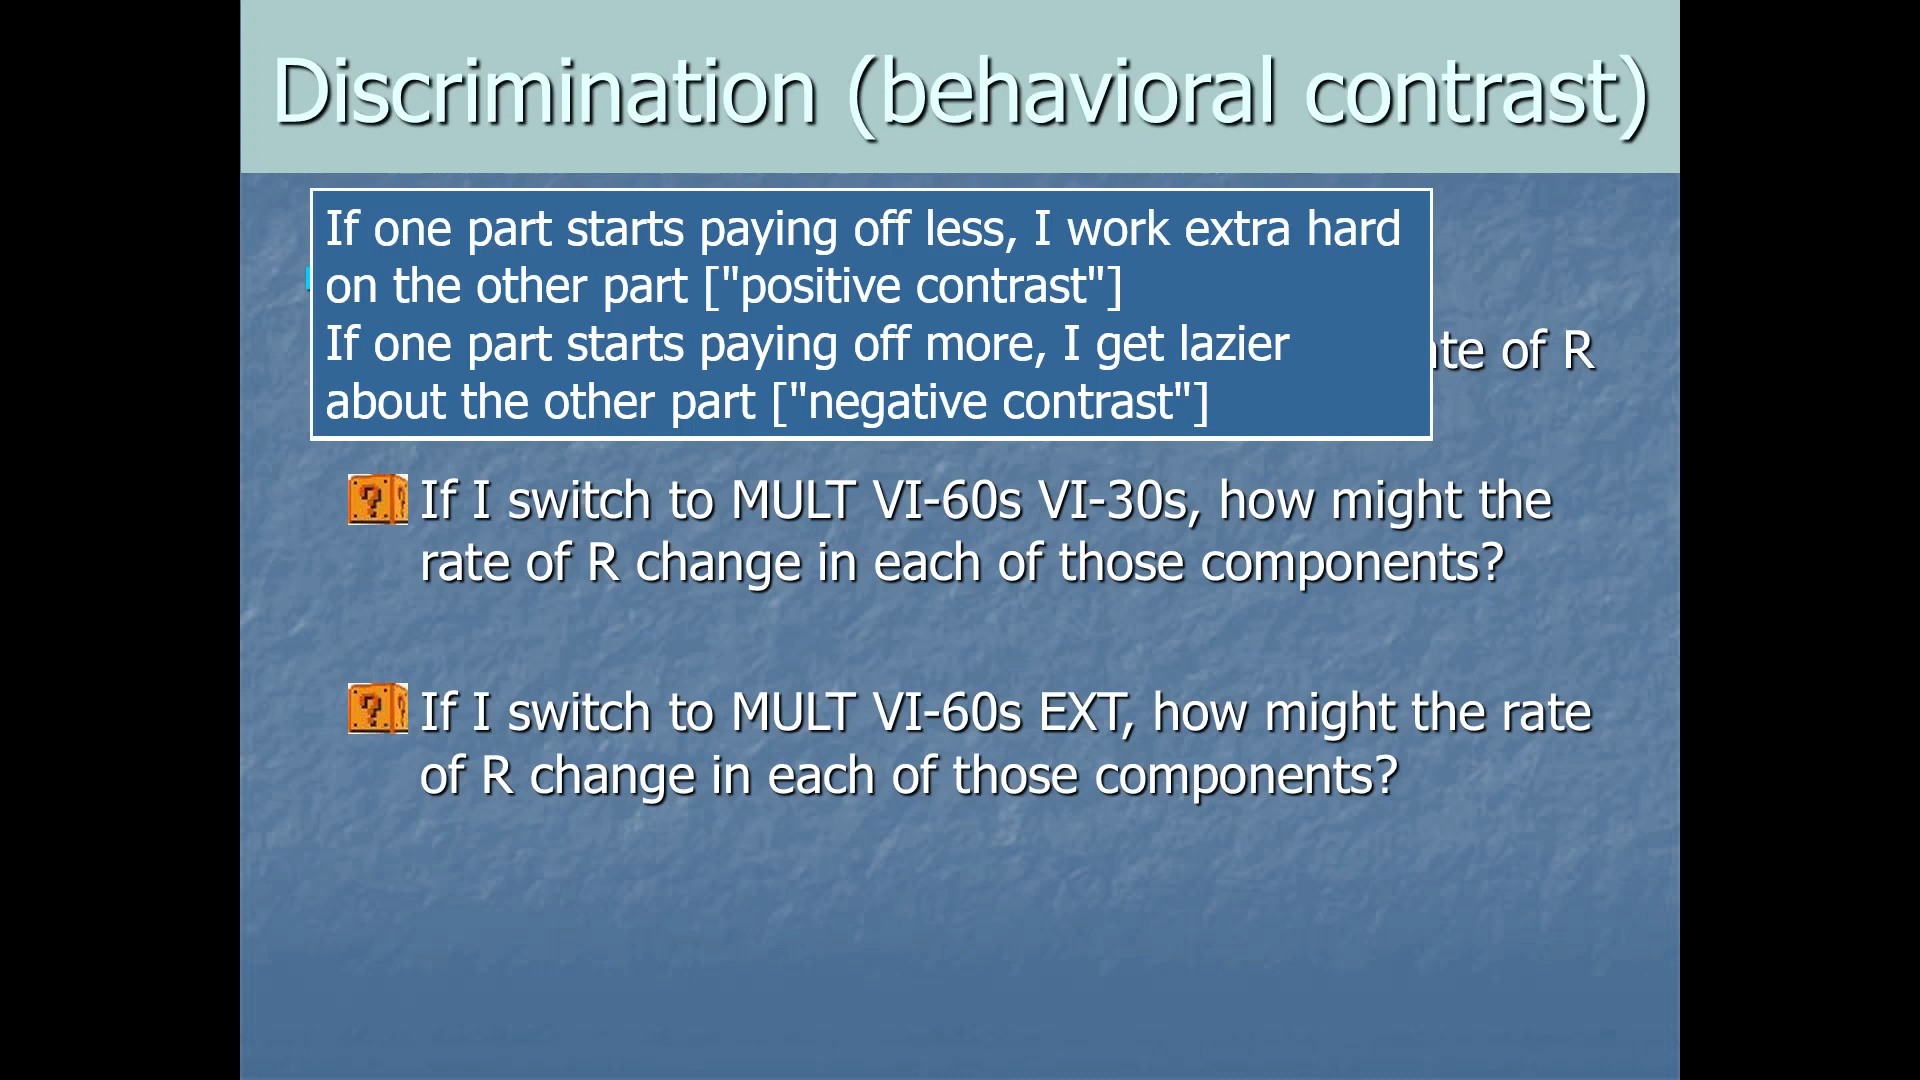 Discrimination (behavioral contrast)
If one part starts paying off less, I work extra hard
on the other part ["positive contrast"]
If one part starts paying off more, I get lazier
about the other part ["negative contrast"]
of R
If I switch to MULT VI-60s VI-30s, how might the
rate of R change in each of those components?
If I switch to MULT VI-60s EXT, how might the rate
of R change in each of those components?